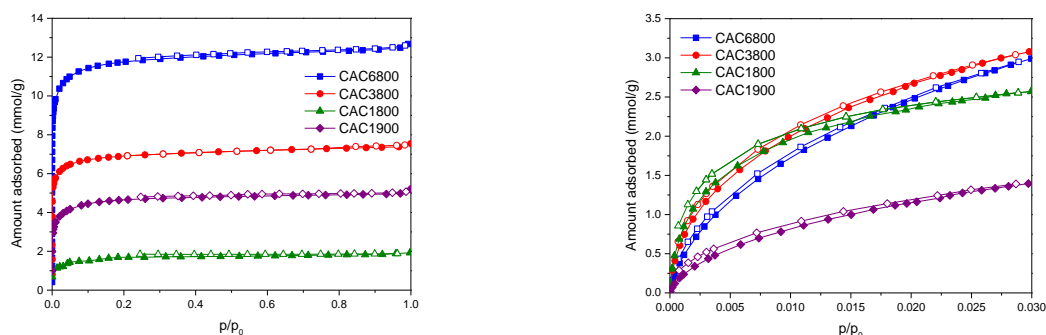 14
12
10
8
6
4
2
0
Amount adsorbed (mmol/g)
CAC6800
CAC3800
CAC1800
CAC1900
0.0 0.2 0.4 0.6 0.8 1.0
p/p0
3.5
3.0
2.5
2.0
1.5
1.0
0.5
0.0
Amount adsorbed (mmol/g)
CAC6800
CAC3800
CAC1800
CAC1900
0.000 0.005 0.010 0.015 0.020 0.025 0.030
p/p0